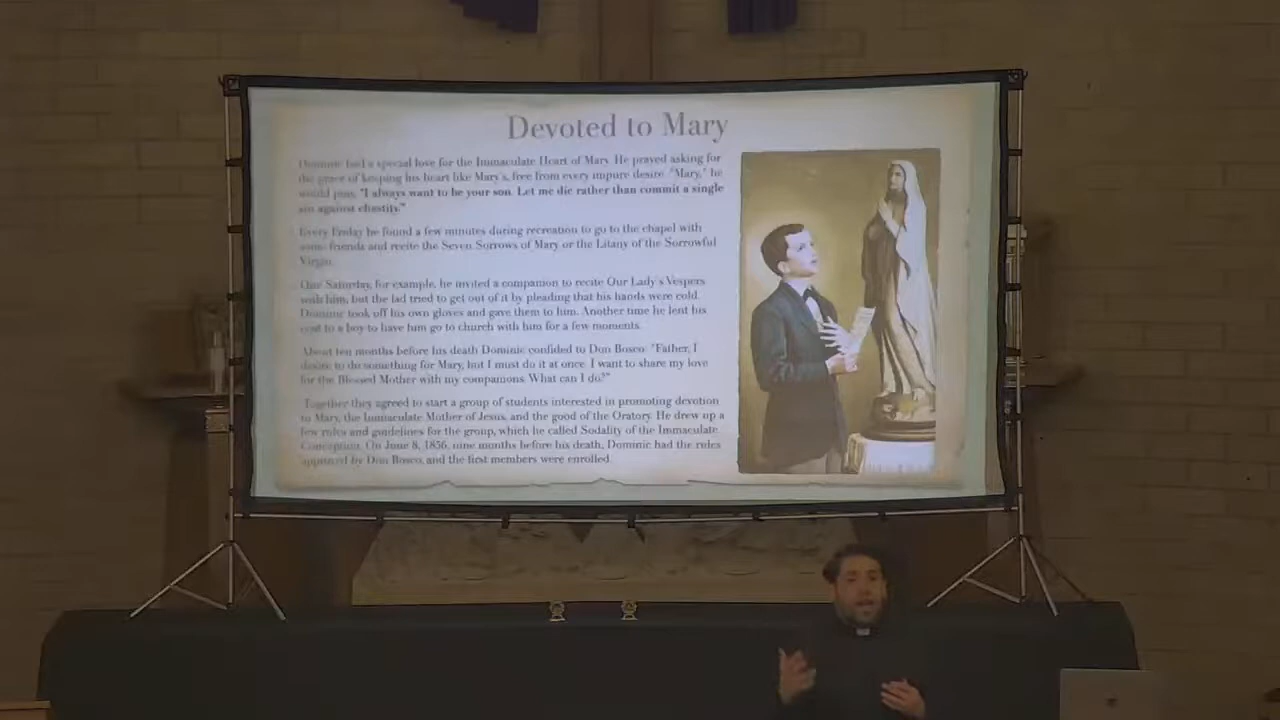 Devoted to Mary
Dominic had a special love for the Immaculate Heart of Mary. He prayed asking for
the grace of keeping his heart like Mary's, free from every impure desire. "Mary," he
would pray, "I always want to be your son. Let me die rather than commit a single
sin against chastity."
Every Friday he found a few minutes during recreation to go to the chapel with
some friends and recite the Seven Sorrows of Mary or the Litany of the Sorrowful
Virgin.
One Saturday, for example, he invited a companion to recite Our Lady's Vespers
with him, but the lad tried to get out of it by pleading that his hands were cold.
Dominic took off his own gloves and gave them to him. Another time he lent his
coat to a boy to have him go to church with him for a few moments.
About ten months before his death Dominic confided to Don Bosco: "Father, I
desire to do something for Mary, but I must do it at once. I want to share my love
for the Blessed Mother with my companions. What can I do?"
Together they agreed to start a group of students interested in promoting devotion
to Mary, the Immaculate Mother of Jesus, and the good of the Oratory. He drew up a
few rules and guidelines for the group, which he called Sodality of the Immaculate
Conception. On June 8, 1856, nine months before his death, Dominic had the rules
approved by Don Bosco, and the first members were enrolled.